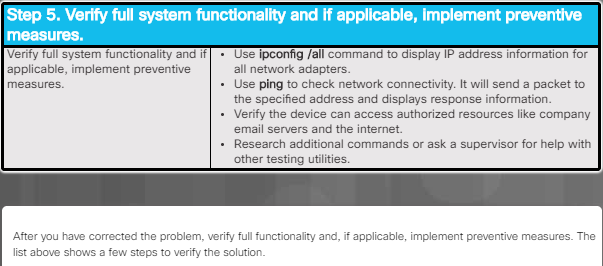 Step 5. Verify full system functionality and if applicable, implement preventive
measures.
Verify full system functionality and if
applicable, implement preventive
measures.
• Use ipconfig /all command to display IP address information for
all network adapters.
• Use ping to check network connectivity. It will send a packet to
the specified address and displays response information.
• Verify the device can access authorized resources like company
email servers and the internet.
• Research additional commands or ask a supervisor for help with
other testing utilities.
After you have corrected the problem, verify full functionality and, if applicable, implement preventive measures. The
list above shows a few steps to verify the solution.